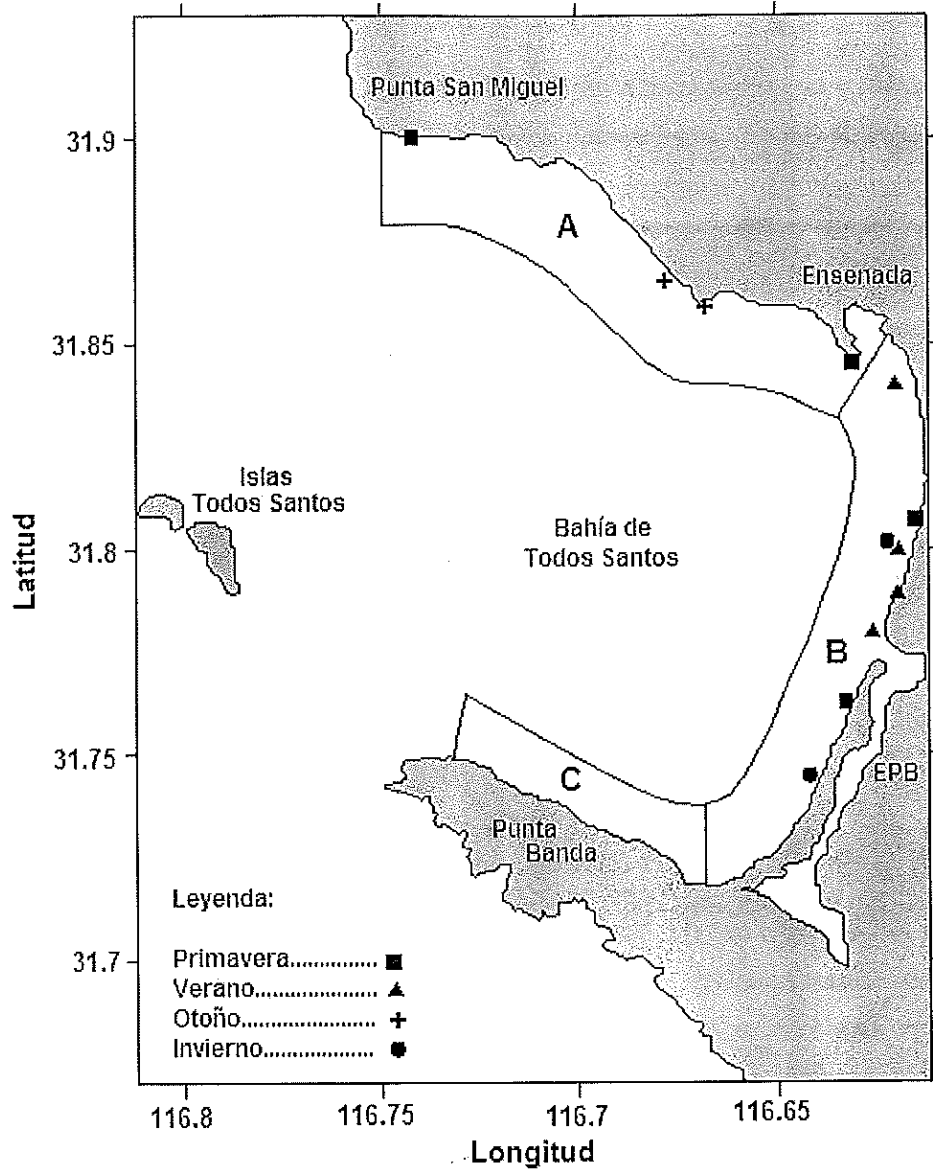 Punta San Miguel
31.9
A
Ensenada
31.85
Islas
Todos Santos
Bahía de
Todos Santos
31.8
Latitud
B
31.75
C
EPB
Punta
Banda
Leyenda:
31.7
Primavera..............
Verano....................
Otoño.....................
Invierno...................
116.8
116.75
116.7
116.65
Longitud